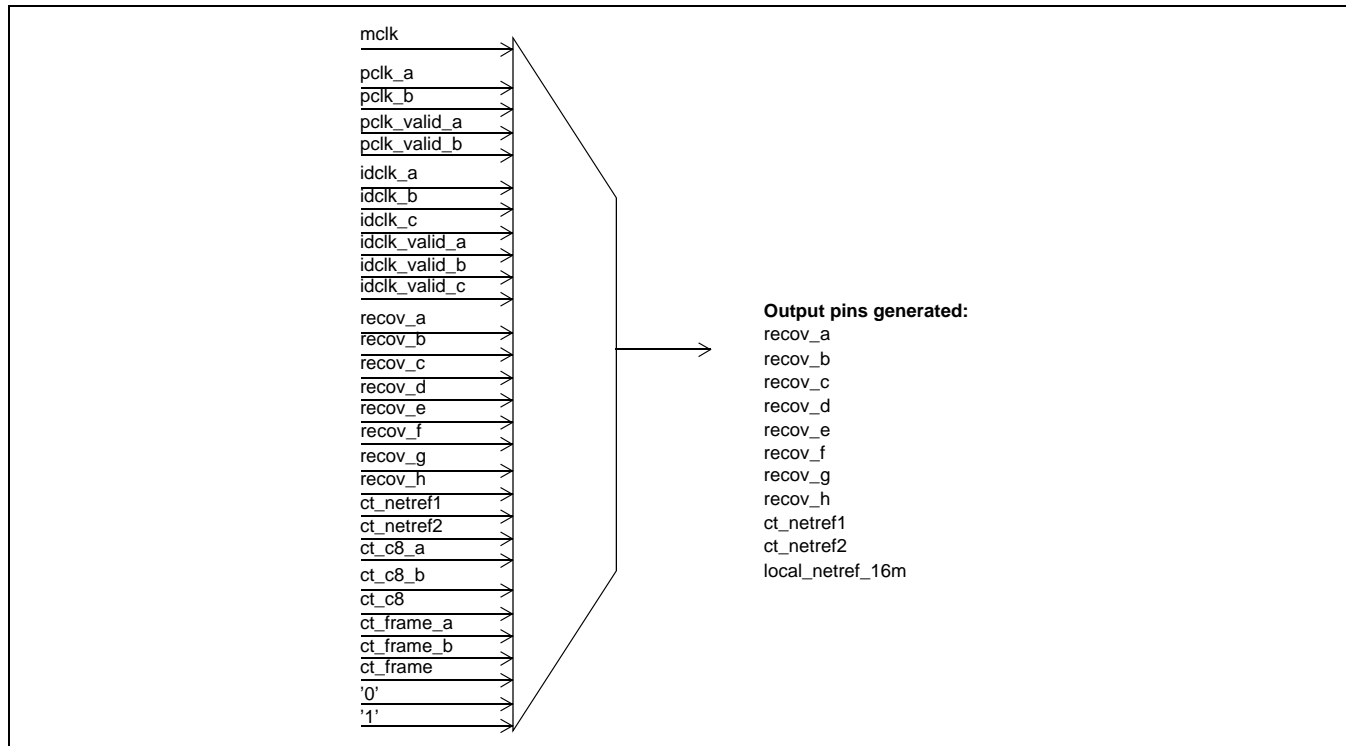 mclk
pclk_a
pclk_b
pclk_valid_a
pclk_valid_b
idclk_a
idclk_b
idclk_c
idclk_valid_a
idclk_valid_b
idclk_valid_c
recov_a
recov_b
recov_c
recov_d
recov_e
recov_f
recov_g
recov_h
ct_netref1
ct_netref2
ct_c8_a
ct_c8_b
ct_c8
ct_frame_a
ct_frame_b
ct_frame
’0’
’1’
Output pins generated:
recov_a
recov_b
recov_c
recov_d
recov_e
recov_f
recov_g
recov_h
ct_netref1
ct_netref2
local_netref_16m